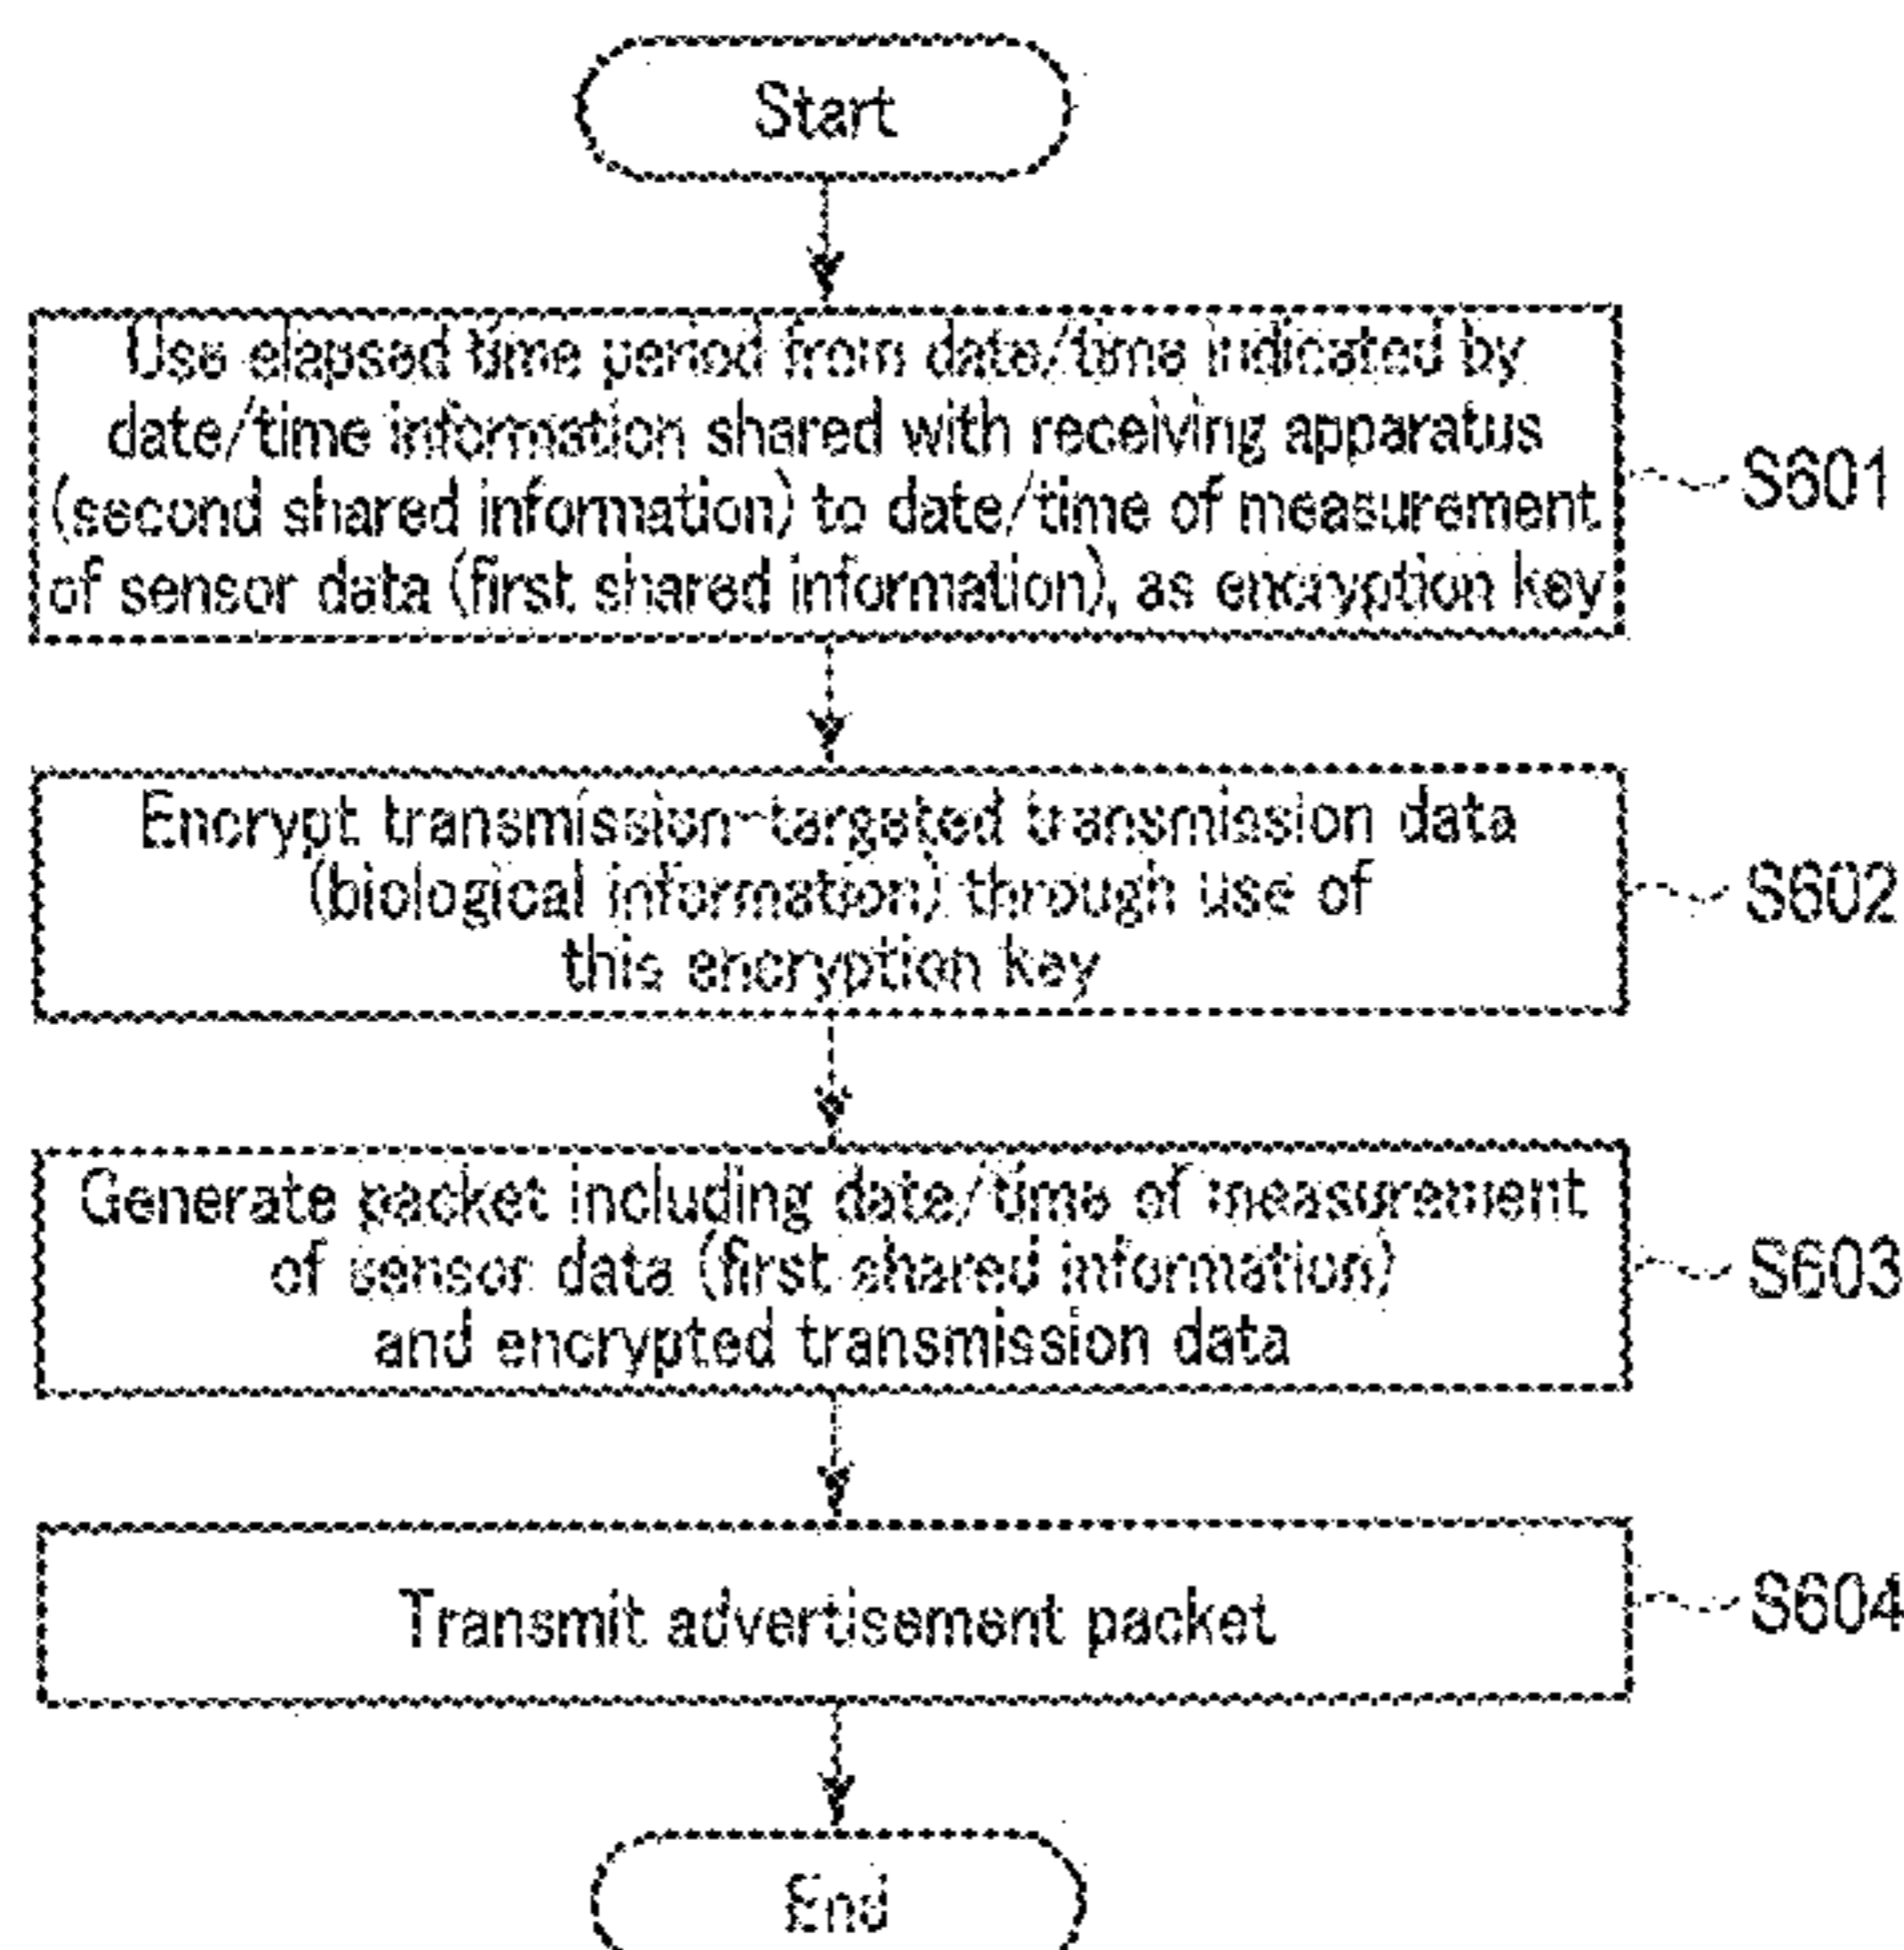 Start
Use elapsed time period from date/time indicated by
date/time information shared with receiving apparatus
(second shared information) to date/time of measurement
of sensor data (first shared information), as encryption key
S601
Encrypt transmission-targeted transmission data
(biological information) through use of
this encryption key
S602
Generate packet including date/time of measurement
of sensor data (first shared information)
and encrypted transmission data
S603
Transmit advertisement packet
S604
End